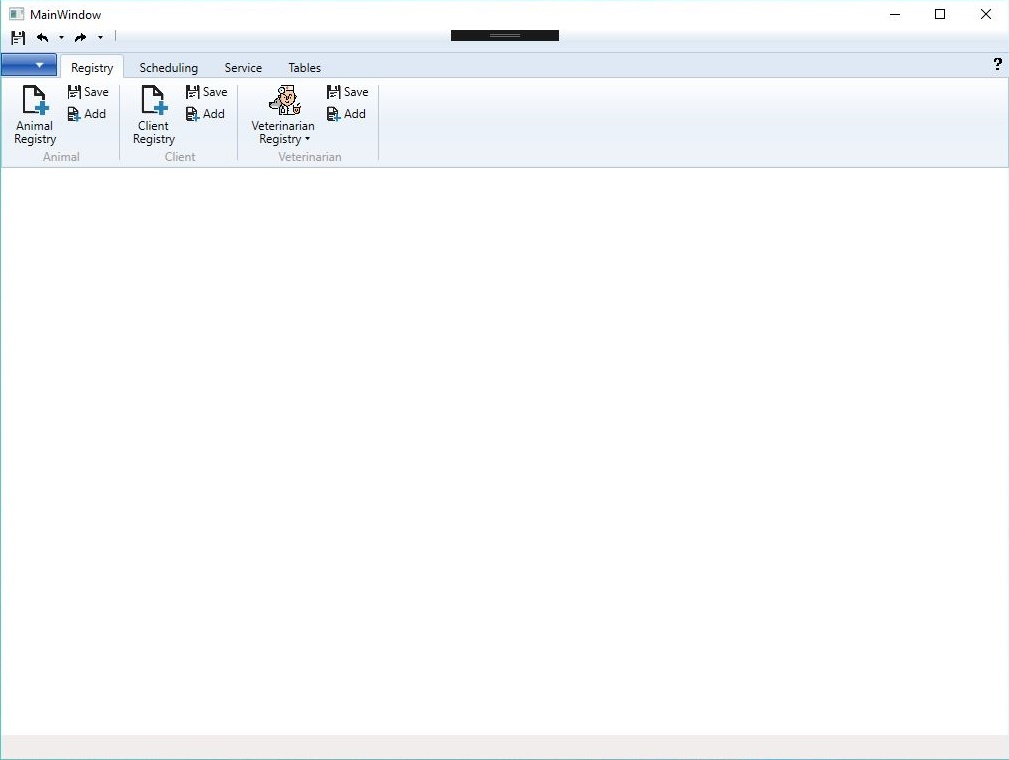 MainWindow
Registry Scheduling Service Tables ?
Save Save Save
Add Add Add
Animal Client Veterinarian
Registry Registry Registry
Animal Client Veterinarian